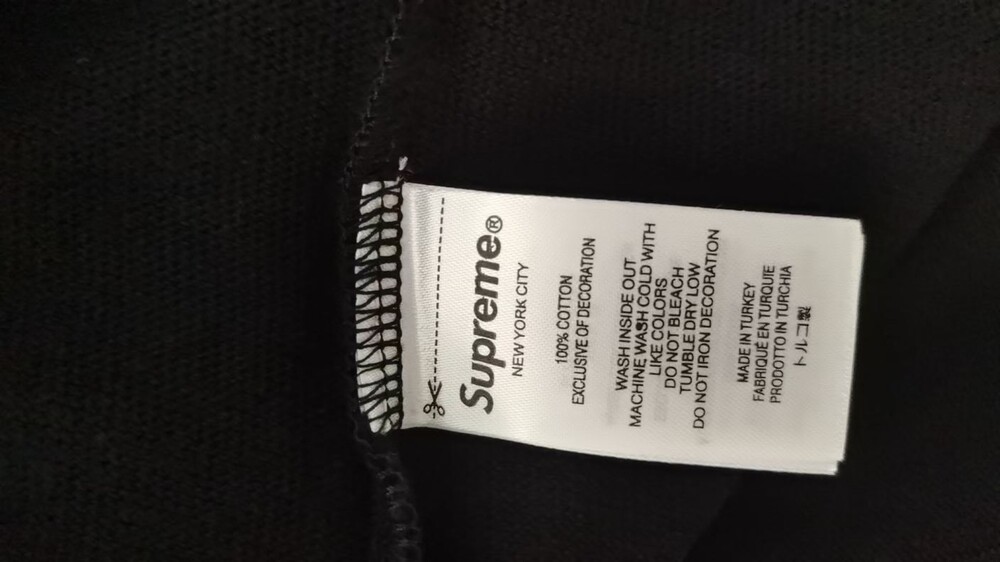 Supreme®
NEW YORK CITY
100% COTTON
EXCLUSIVE OF DECORATION
WASH INSIDE OUT
MACHINE WASH COLD WITH
LIKE COLORS
DO NOT BLEACH
TUMBLE DRY LOW
DO NOT IRON DECORATION
MADE IN TURKEY
FABRIQUÉ EN TURQUIE
PRODOTTO IN TURCHIA
トルコ製